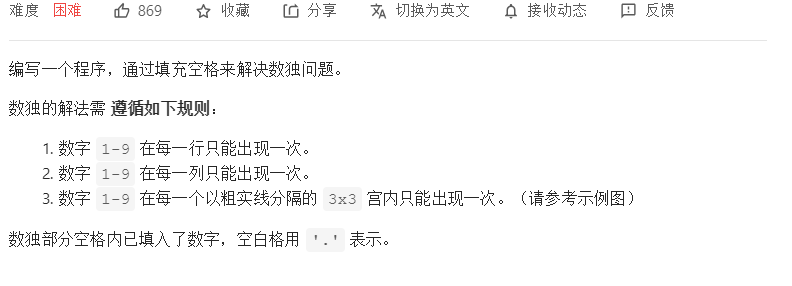 难度 困难 869 收藏 分享 切换为英文 接收动态 反馈
编写一个程序，通过填充空格来解决数独问题。
数独的解法需 遵循如下规则：
1. 数字 1-9 在每一行只能出现一次。
2. 数字 1-9 在每一列只能出现一次。
3. 数字 1-9 在每一个以粗实线分隔的 3x3 宫内只能出现一次。（请参考示例图）
数独部分空格内已填入了数字，空白格用 '.' 表示。